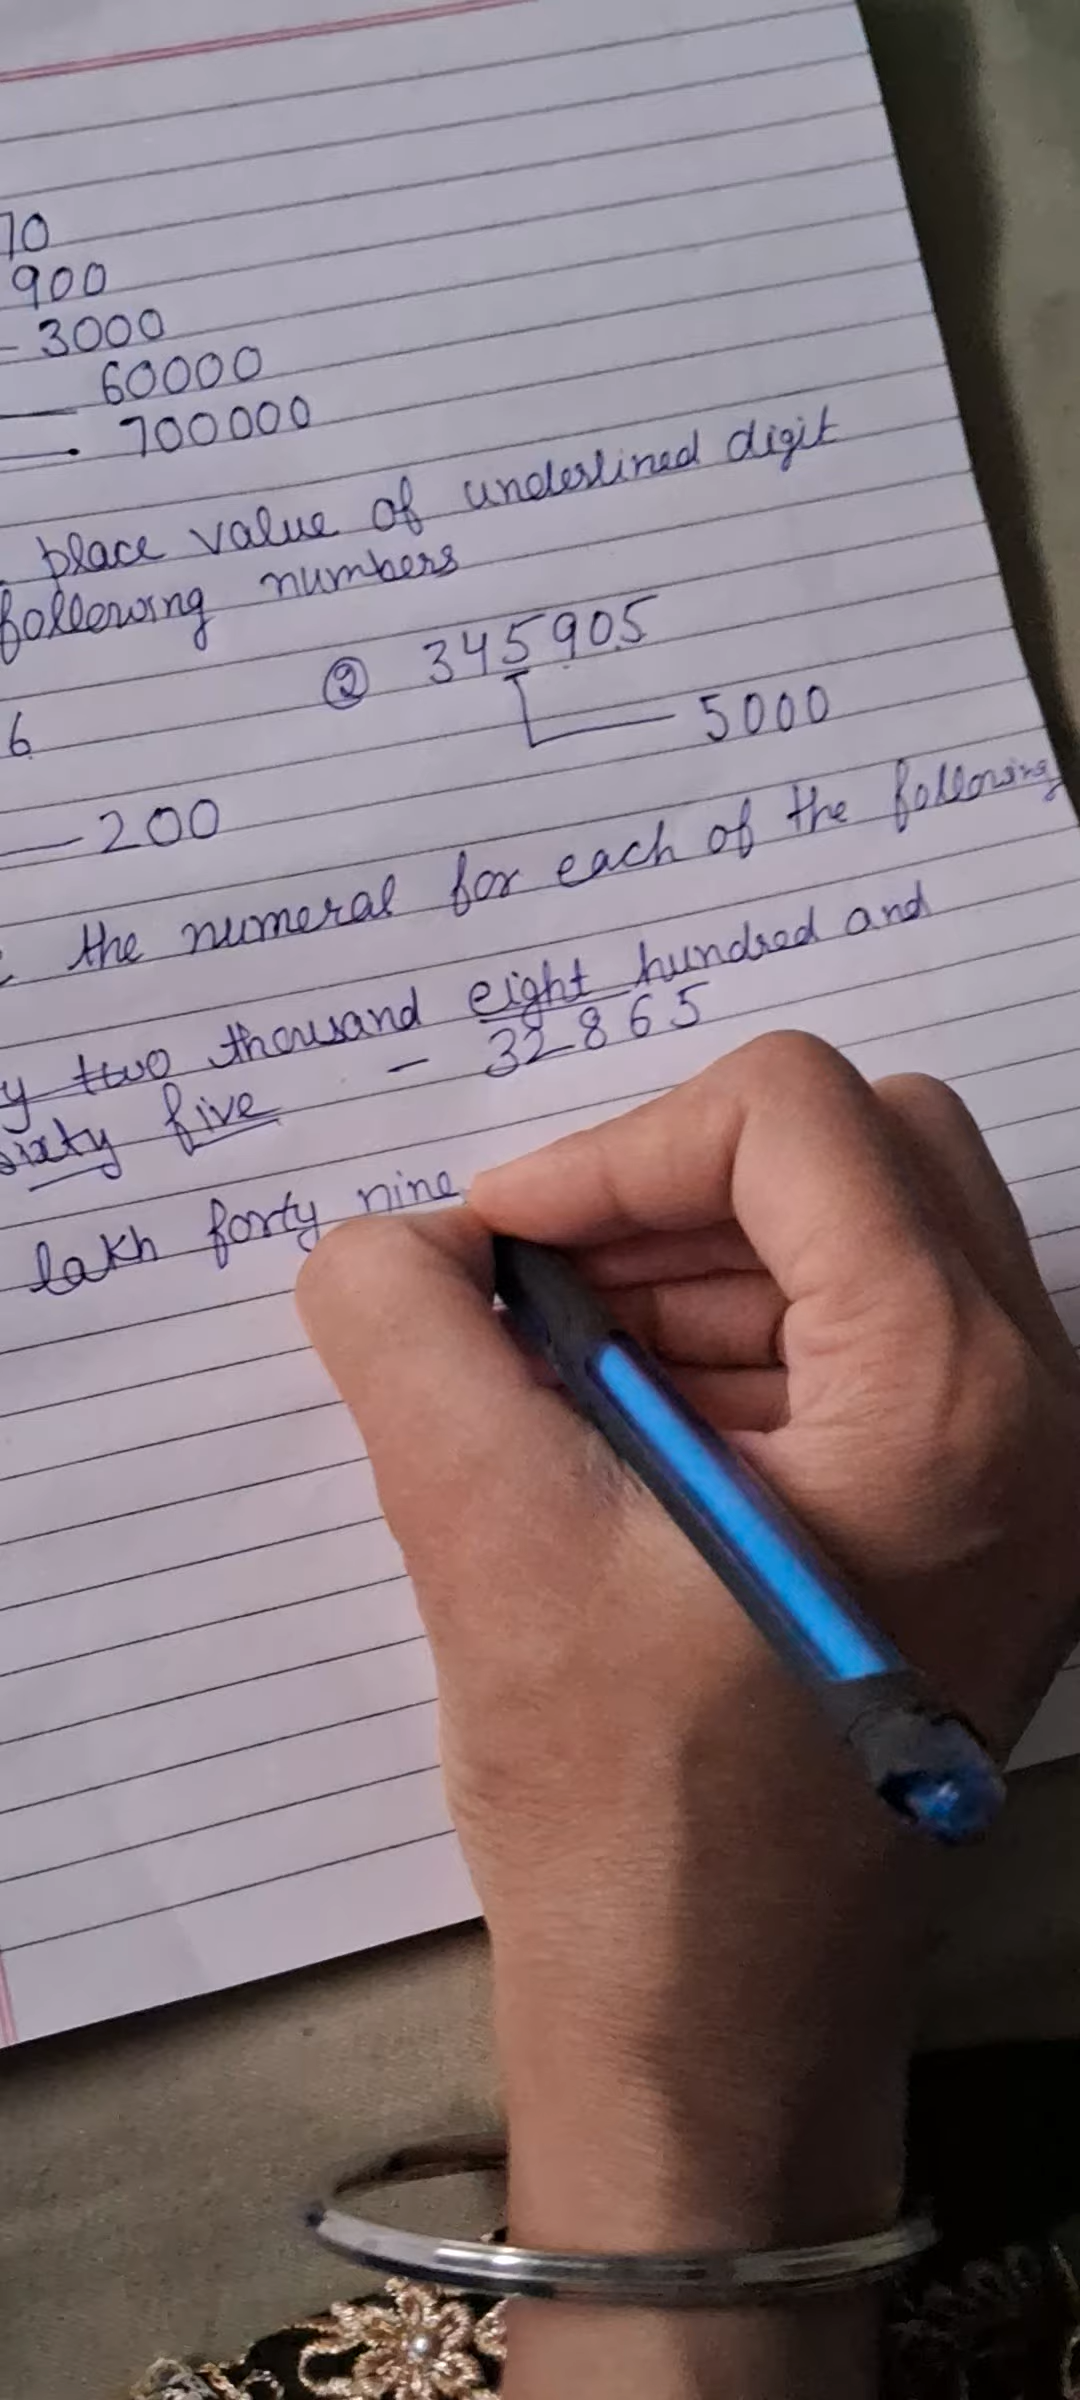 70
900
- 3000
60000
700000
place value of underlined digit
following numbers
② 345905
6
5000
200
the numeral for each of the following
two thousand eight hundred and
sixty five - 32865
lakh forty nine